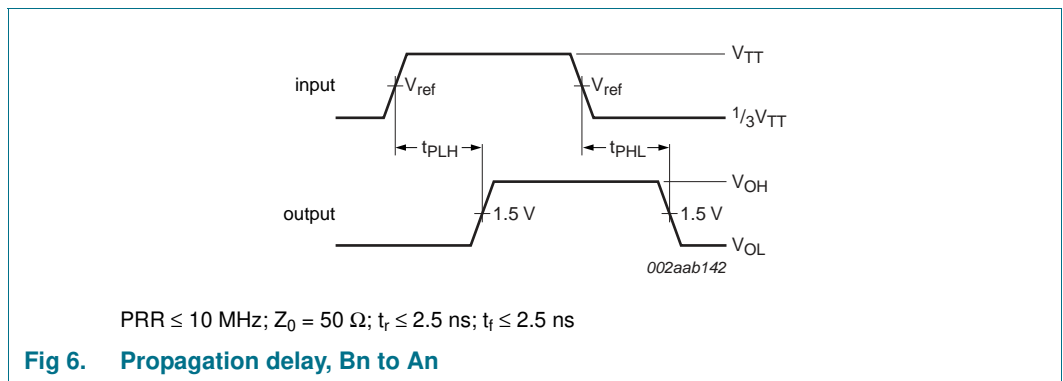 V_TT
input
V_ref
V_ref
1/3V_TT
t_PLH
t_PHL
V_OH
output
1.5 V
1.5 V
V_OL
002aab142
PRR ≤ 10 MHz; Z_0 = 50 Ω; t_r ≤ 2.5 ns; t_f ≤ 2.5 ns
Fig 6. Propagation delay, Bn to An